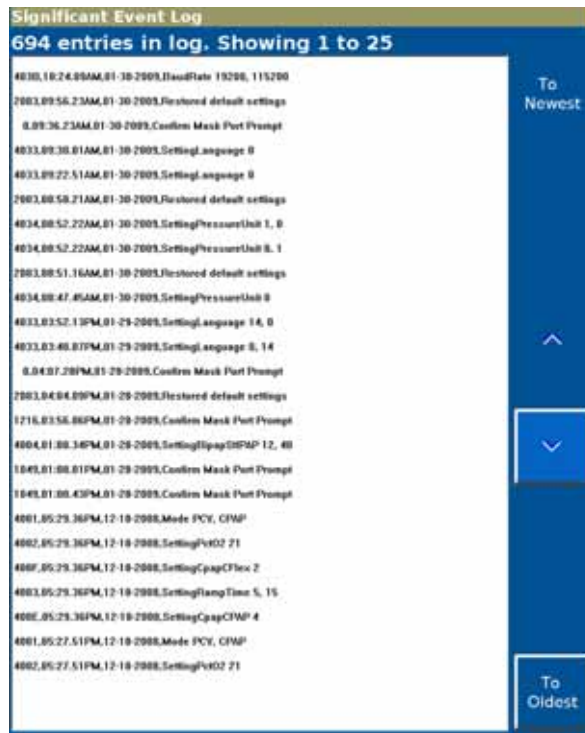 Significant Event Log
694 entries in log. Showing 1 to 25
403D,10:24.09AM,01-30-2009,BaudRate 19200, 115200
2003,09:56.23AM,01-30-2009,Restored default settings
0,09:36.23AM,01-30-2009,Confirm Mask Port Prompt
4033,09:30.01AM,01-30-2009,SettingLanguage 0
4033,09:22.51AM,01-30-2009,SettingLanguage 0
2003,08:58.21AM,01-30-2009,Restored default settings
4034,08:52.22AM,01-30-2009,SettingPressureUnit 1, 0
4034,08:52.22AM,01-30-2009,SettingPressureUnit 0, 1
2003,08:51.16AM,01-30-2009,Restored default settings
4034,08:47.45AM,01-30-2009,SettingPressureUnit 0
4033,03:52.13PM,01-29-2009,SettingLanguage 14, 0
4033,03:40.07PM,01-29-2009,SettingLanguage 0, 14
0,04:07.20PM,01-28-2009,Confirm Mask Port Prompt
2003,04:04.09PM,01-28-2009,Restored default settings
1216,03:56.06PM,01-28-2009,Confirm Mask Port Prompt
4004,01:08.34PM,01-28-2009, 12, 40
1049,01:08.01PM,01-28-2009,Confirm Mask Port Prompt
1049,01:00.43PM,01-28-2009,Confirm Mask Port Prompt
4001,05:29.36PM,12-18-2008,Mode PCV, CPAP
4002,05:29.36PM,12-18-2008,SettingPctO2 21
400F,05:29.36PM,12-18-2008,SettingCpapCFlex 2
4003,05:29.36PM,12-18-2008,SettingRampTime 5, 15
400E,05:29.36PM,12-18-2008,SettingCpapCPAP 4
4001,05:27.51PM,12-18-2008,Mode PCV, CPAP
4002,05:27.51PM,12-18-2008,SettingPctO2 21
To
Newest
To
Oldest